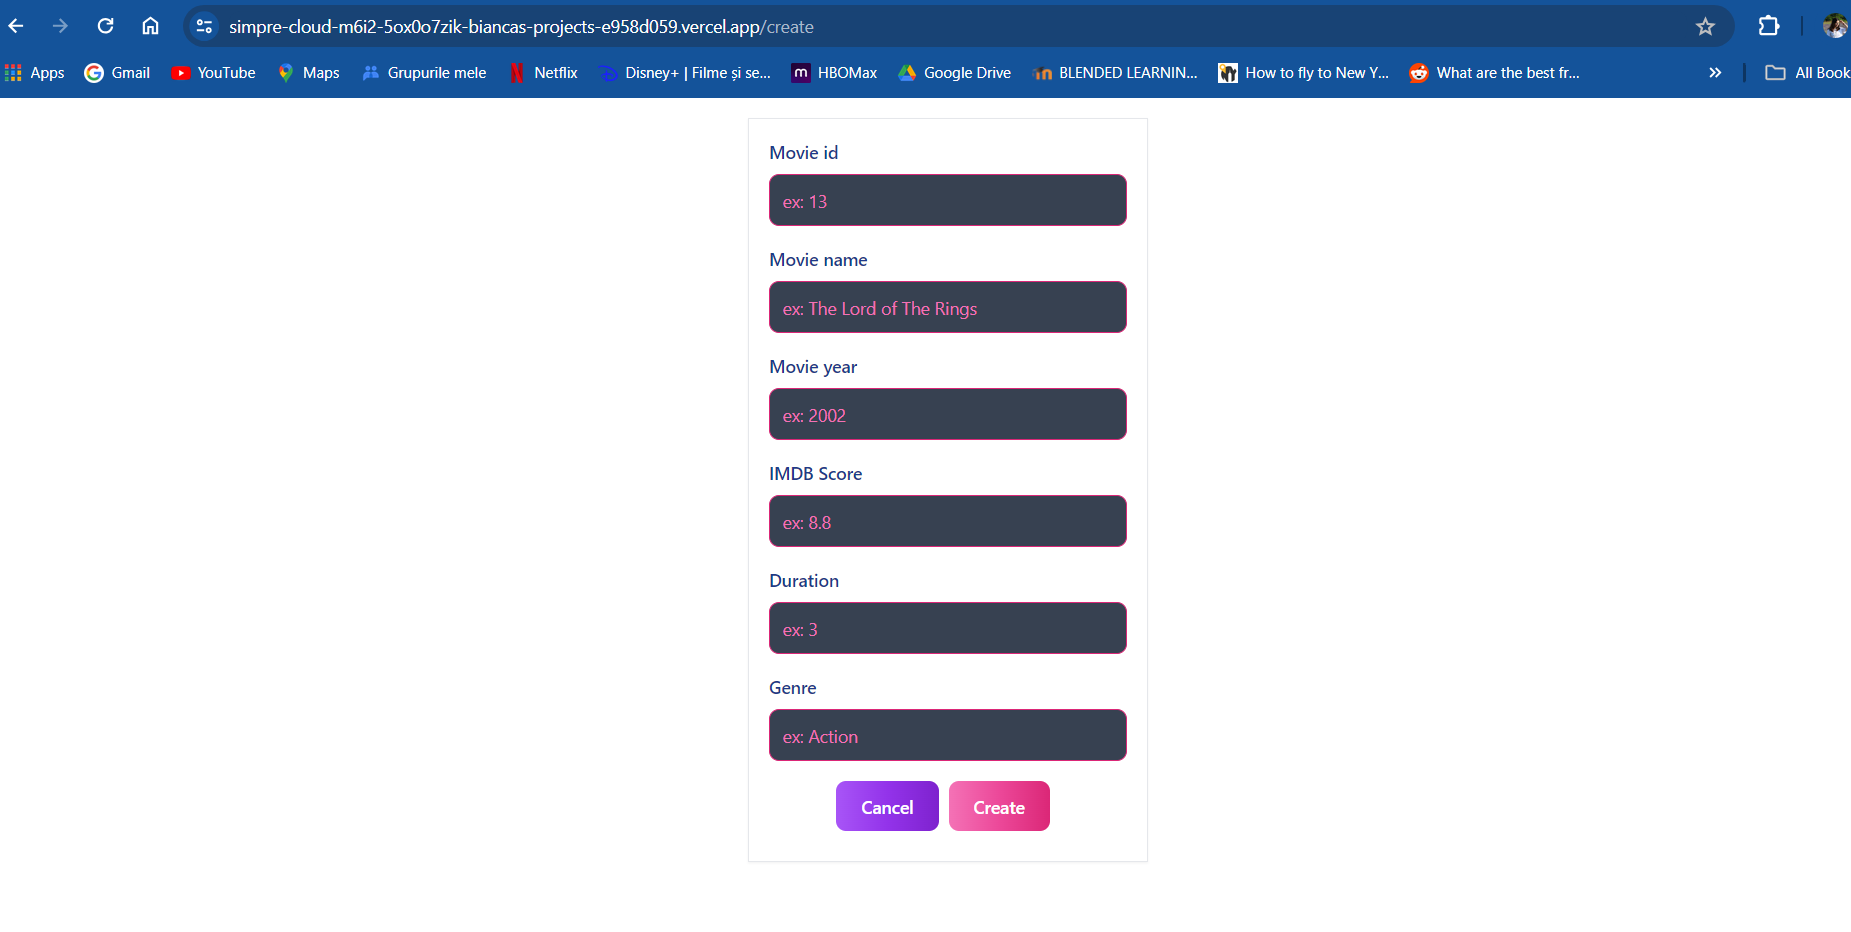 simpre-cloud-m6i2-5ox0o7zik-biancas-projects-e958d059.vercel.app/create
Apps Gmail YouTube Maps Grupurile mele Netflix Disney+ | Filme și se... HBOMax Google Drive BLENDED LEARNIN... How to fly to New Y... What are the best fr... » All Book
Movie id
ex: 13
Movie name
ex: The Lord of The Rings
Movie year
ex: 2002
IMDB Score
ex: 8.8
Duration
ex: 3
Genre
ex: Action
Cancel Create